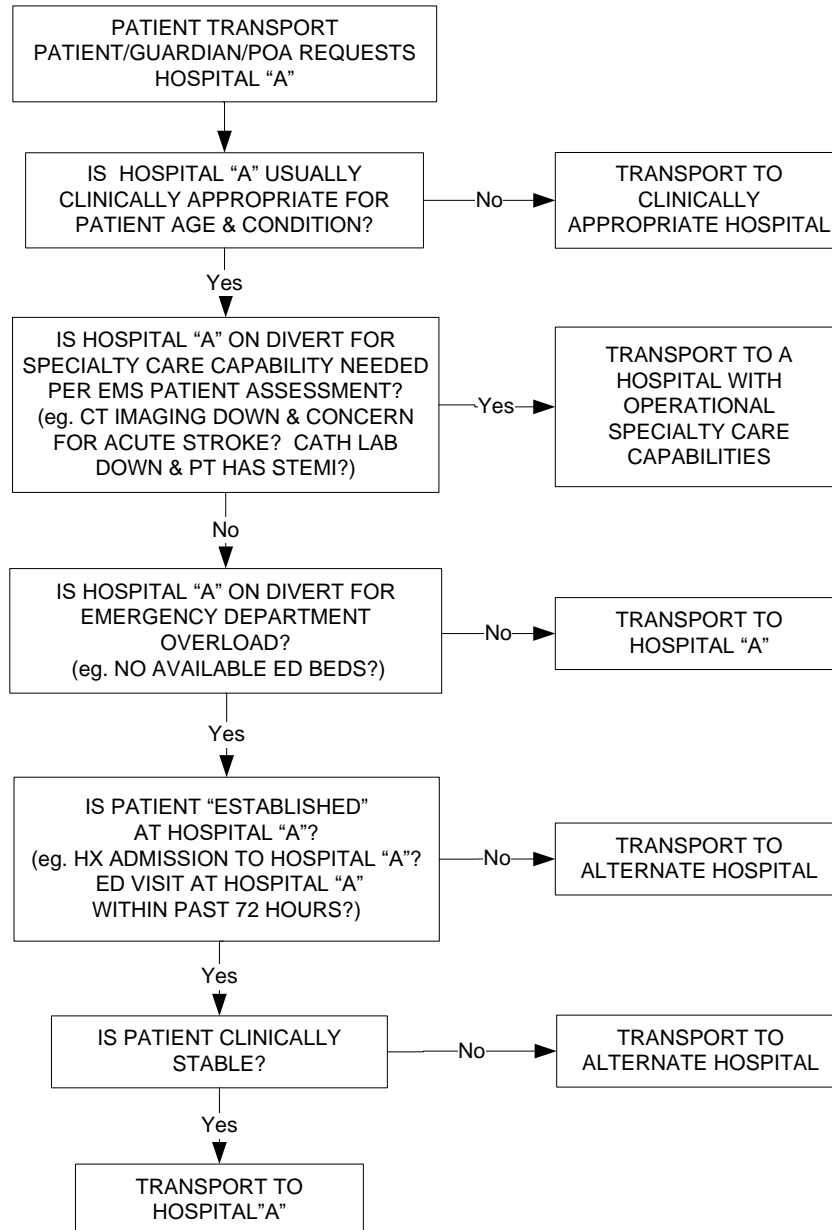 PATIENT TRANSPORT
PATIENT/GUARDIAN/POA REQUESTS
HOSPITAL “A”
IS HOSPITAL “A” USUALLY
CLINICALLY APPROPRIATE FOR
PATIENT AGE & CONDITION?
No
TRANSPORT TO
CLINICALLY
APPROPRIATE HOSPITAL
Yes
IS HOSPITAL “A” ON DIVERT FOR
SPECIALTY CARE CAPABILITY NEEDED
PER EMS PATIENT ASSESSMENT?
(eg. CT IMAGING DOWN & CONCERN
FOR ACUTE STROKE? CATH LAB
DOWN & PT HAS STEMI?)
Yes
TRANSPORT TO A
HOSPITAL WITH
OPERATIONAL
SPECIALTY CARE
CAPABILITIES
No
IS HOSPITAL “A” ON DIVERT FOR
EMERGENCY DEPARTMENT
OVERLOAD?
(eg. NO AVAILABLE ED BEDS?)
No
TRANSPORT TO
HOSPITAL “A”
Yes
IS PATIENT “ESTABLISHED”
AT HOSPITAL “A”?
(eg. HX ADMISSION TO HOSPITAL “A”?
ED VISIT AT HOSPITAL “A”
WITHIN PAST 72 HOURS?)
No
TRANSPORT TO
ALTERNATE HOSPITAL
Yes
IS PATIENT CLINICALLY
STABLE?
No
TRANSPORT TO
ALTERNATE HOSPITAL
Yes
TRANSPORT TO
HOSPITAL”A”